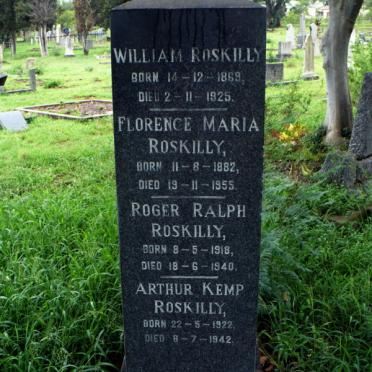 WILLIAM ROSKILLY
BORN 14-12-1869,
DIED 2-11-1925.
FLORENCE MARIA
ROSKILLY,
BORN 11-8-1882,
DIED 19-11-1955.
ROGER RALPH
ROSKILLY,
BORN 8-5-1918,
DIED 18-6-1940.
ARTHUR KEMP
ROSKILLY,
BORN 22-5-1922,
DIED 8-7-1942.